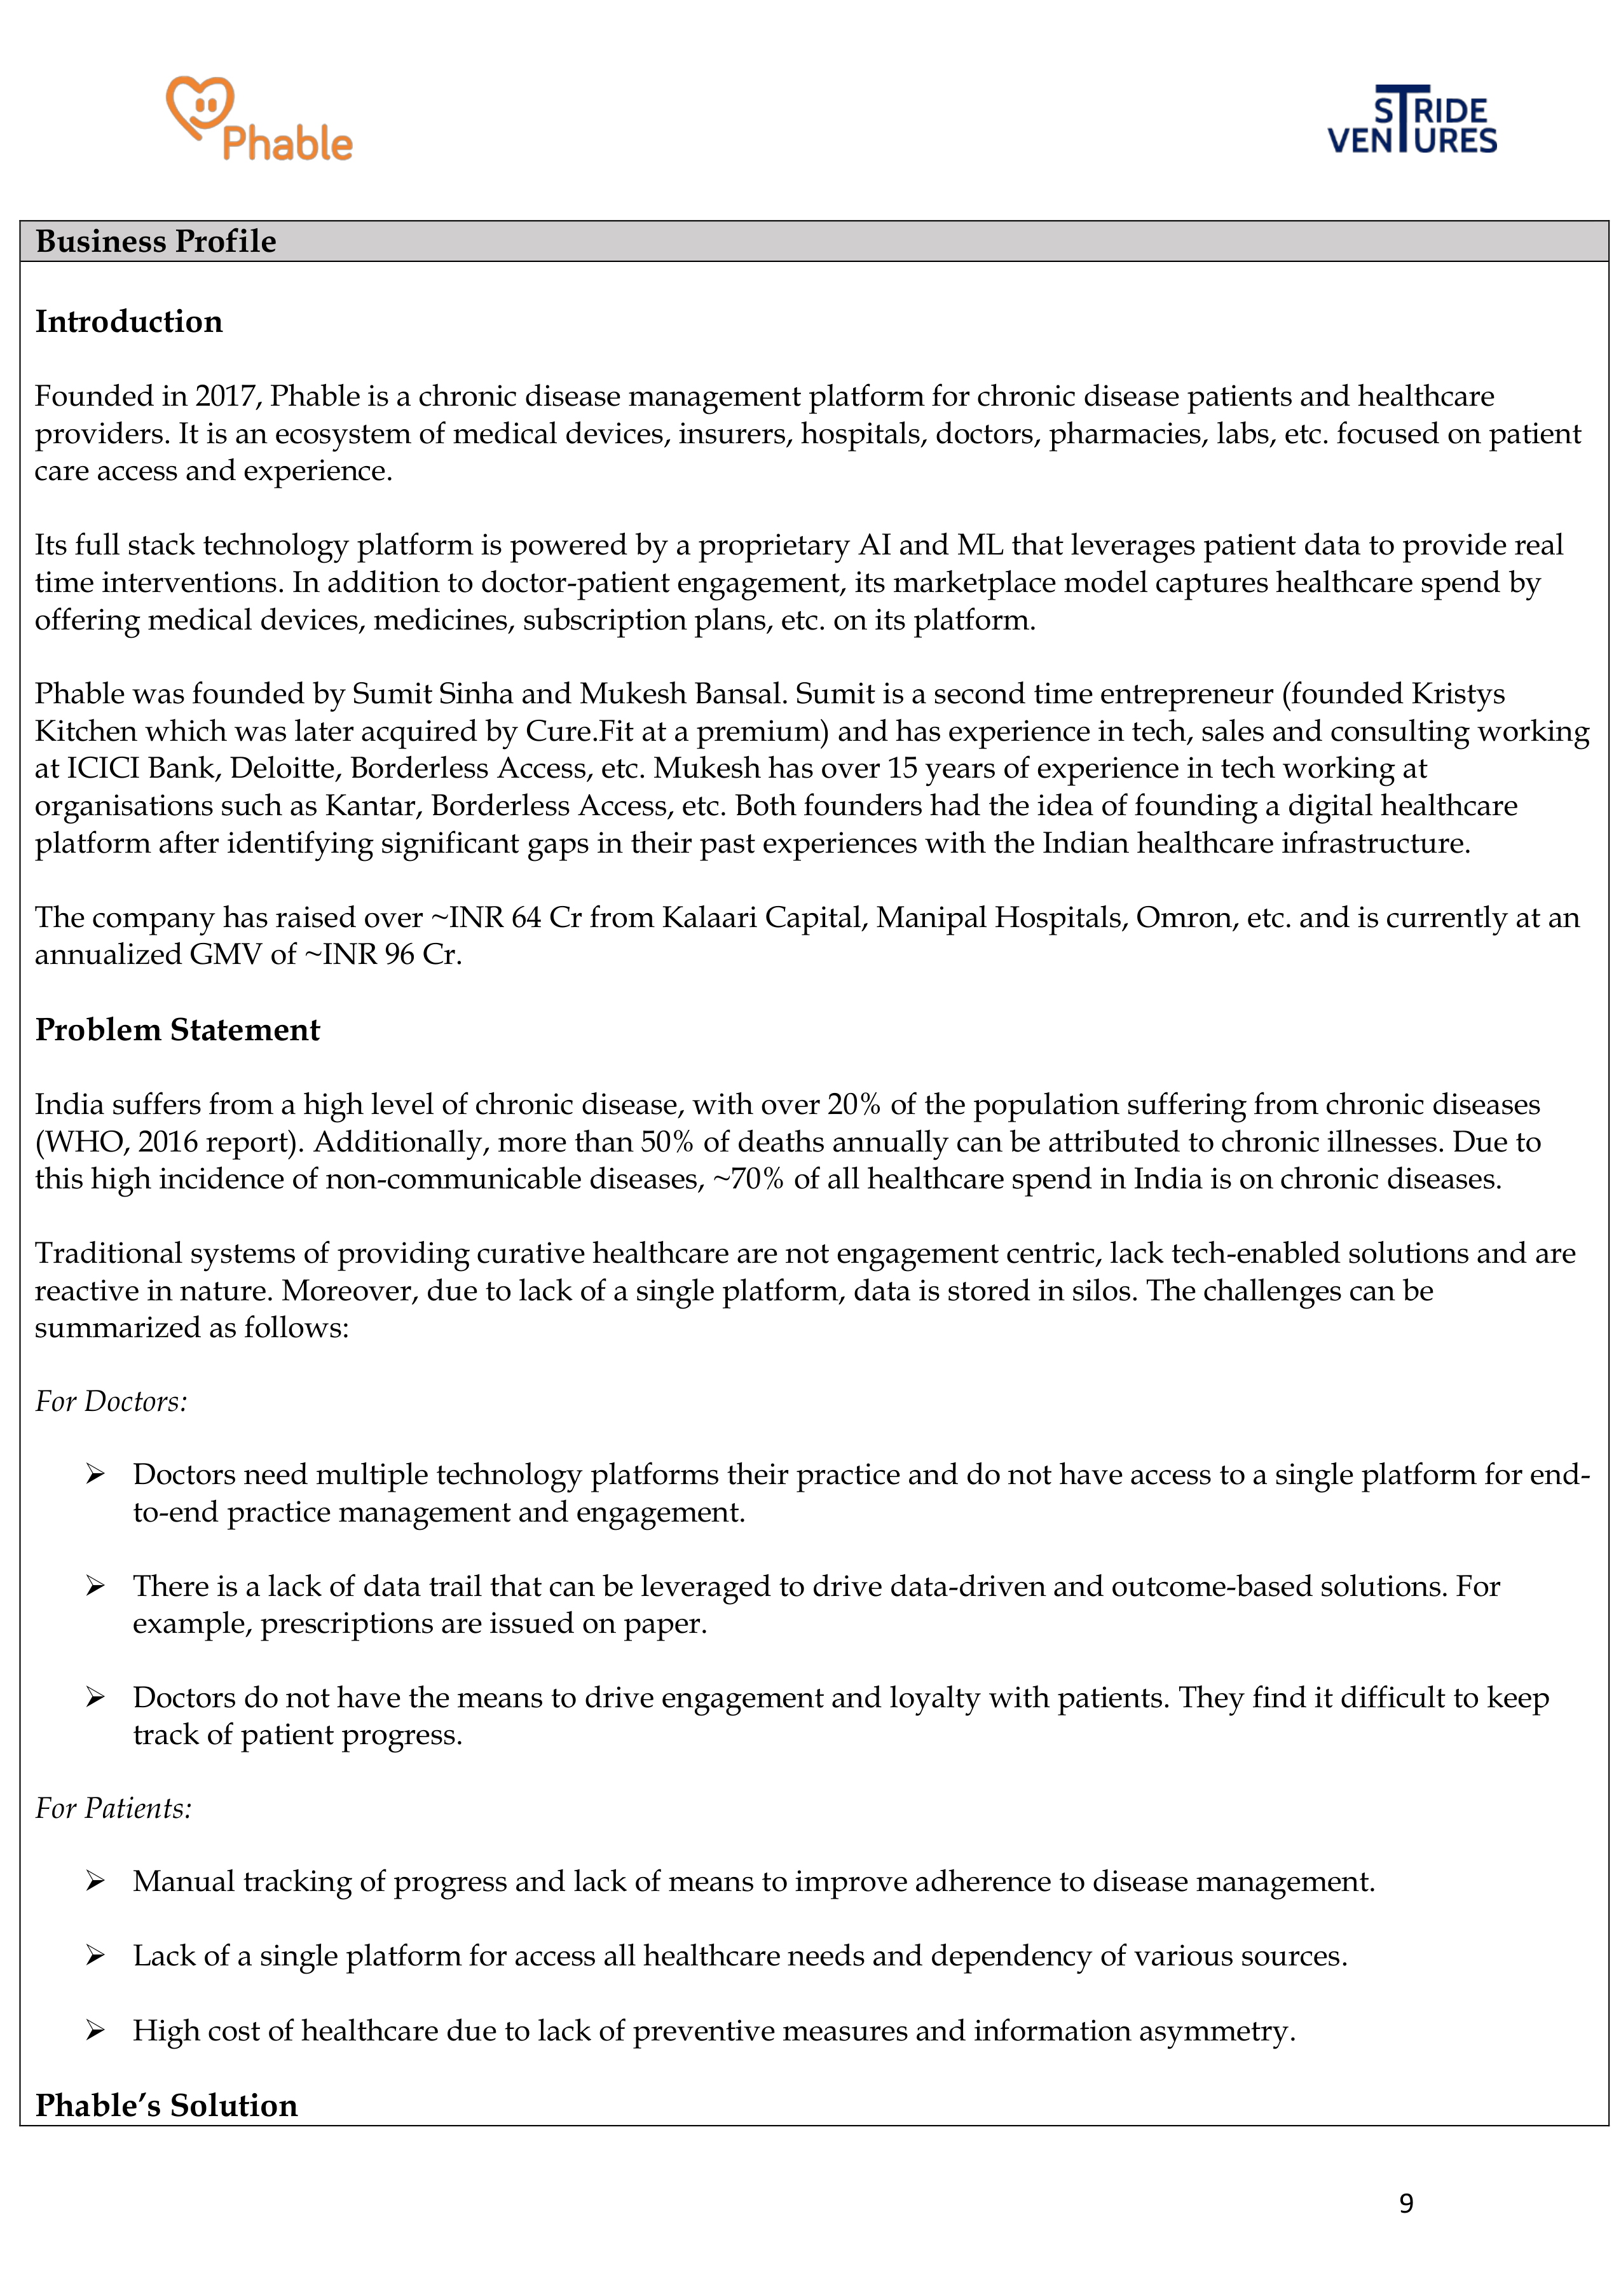 Phable
STRIDE
VENTURES
Business Profile
Introduction
Founded in 2017, Phable is a chronic disease management platform for chronic disease patients and healthcare
providers. It is an ecosystem of medical devices, insurers, hospitals, doctors, pharmacies, labs, etc. focused on patient
care access and experience.
Its full stack technology platform is powered by a proprietary AI and ML that leverages patient data to provide real
time interventions. In addition to doctor-patient engagement, its marketplace model captures healthcare spend by
offering medical devices, medicines, subscription plans, etc. on its platform.
Phable was founded by Sumit Sinha and Mukesh Bansal. Sumit is a second time entrepreneur (founded Kristys
Kitchen which was later acquired by Cure.Fit at a premium) and has experience in tech, sales and consulting working
at ICICI Bank, Deloitte, Borderless Access, etc. Mukesh has over 15 years of experience in tech working at
organisations such as Kantar, Borderless Access, etc. Both founders had the idea of founding a digital healthcare
platform after identifying significant gaps in their past experiences with the Indian healthcare infrastructure.
The company has raised over ~INR 64 Cr from Kalaari Capital, Manipal Hospitals, Omron, etc. and is currently at an
annualized GMV of ~INR 96 Cr.
Problem Statement
India suffers from a high level of chronic disease, with over 20% of the population suffering from chronic diseases
(WHO, 2016 report). Additionally, more than 50% of deaths annually can be attributed to chronic illnesses. Due to
this high incidence of non-communicable diseases, ~70% of all healthcare spend in India is on chronic diseases.
Traditional systems of providing curative healthcare are not engagement centric, lack tech-enabled solutions and are
reactive in nature. Moreover, due to lack of a single platform, data is stored in silos. The challenges can be
summarized as follows:
For Doctors:
➢ Doctors need multiple technology platforms their practice and do not have access to a single platform for end-
to-end practice management and engagement.
➢ There is a lack of data trail that can be leveraged to drive data-driven and outcome-based solutions. For
example, prescriptions are issued on paper.
➢ Doctors do not have the means to drive engagement and loyalty with patients. They find it difficult to keep
track of patient progress.
For Patients:
➢ Manual tracking of progress and lack of means to improve adherence to disease management.
➢ Lack of a single platform for access all healthcare needs and dependency of various sources.
➢ High cost of healthcare due to lack of preventive measures and information asymmetry.
Phable’s Solution
9